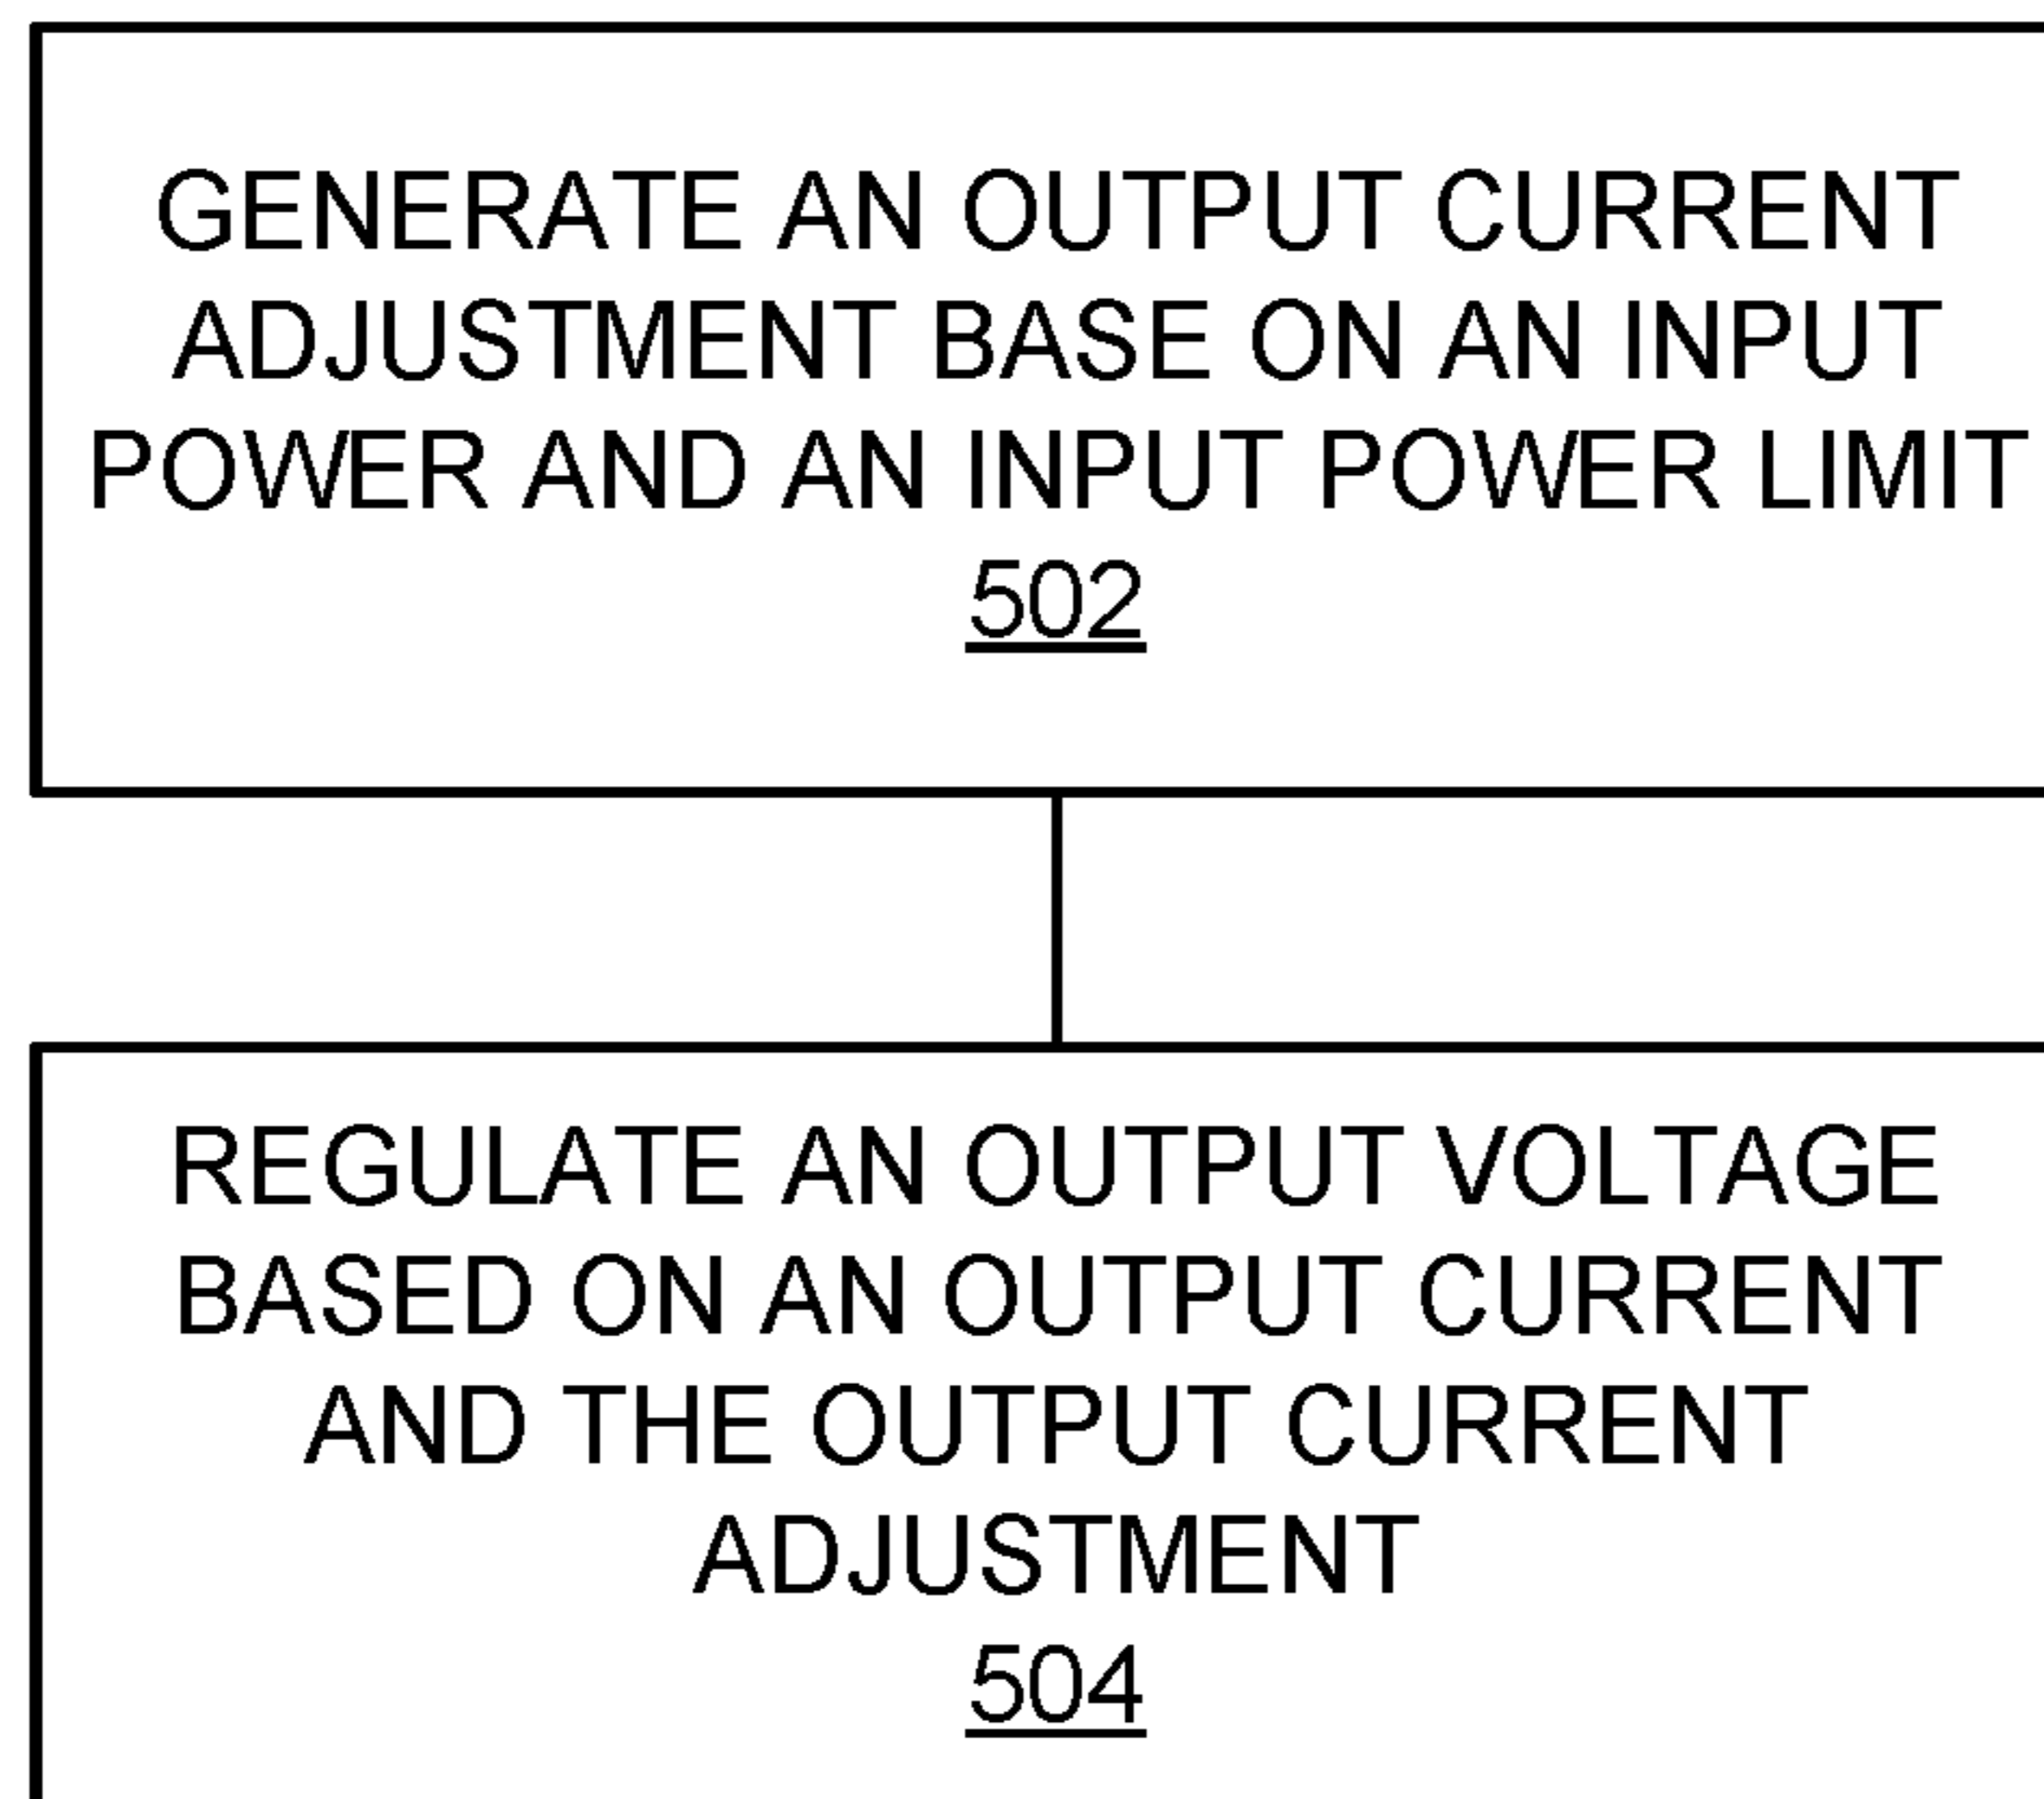 GENERATE AN OUTPUT CURRENT
ADJUSTMENT BASE ON AN INPUT
POWER AND AN INPUT POWER LIMIT
502
REGULATE AN OUTPUT VOLTAGE
BASED ON AN OUTPUT CURRENT
AND THE OUTPUT CURRENT
ADJUSTMENT
504